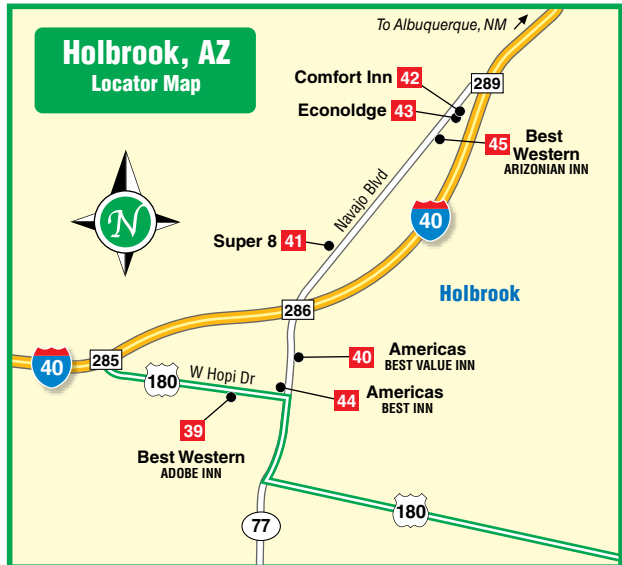 Holbrook, AZ
Locator Map
To Albuquerque, NM
Comfort Inn 42
289
Econoldge 43
45 Best
Western
ARIZONIAN INN
N
Navajo Blvd
40
Super 8 41
Holbrook
286
40
285
40 Americas
BEST VALUE INN
180
W Hopi Dr
44 Americas
BEST INN
39
Best Western
ADOBE INN
180
77